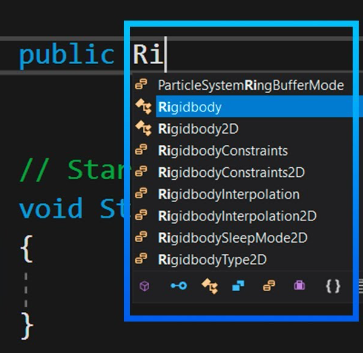 public Ri
ParticleSystemRingBufferMode
Rigidbody
Rigidbody2D
RigidbodyConstraints
RigidbodyConstraints2D
RigidbodyInterpolation
RigidbodyInterpolation2D
RigidbodySleepMode2D
RigidbodyType2D
// Star
void St
{
}
{ }